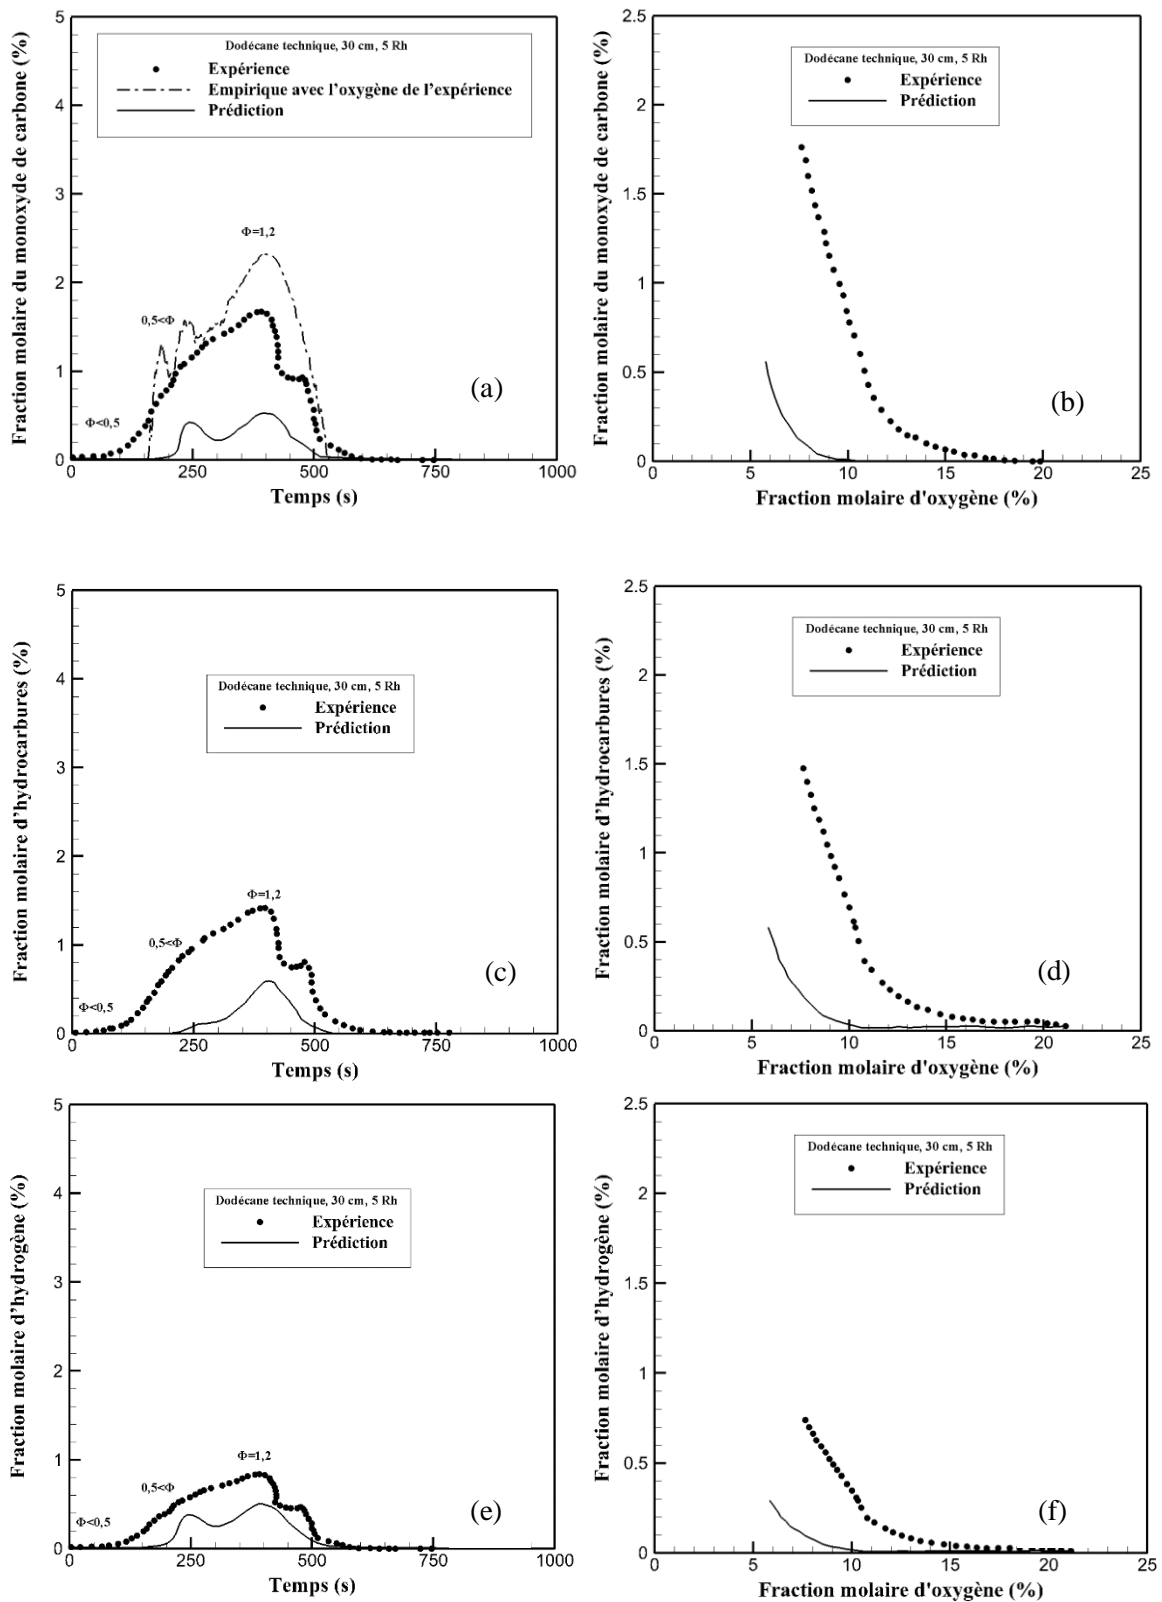 Fraction molaire du monoxyde de carbone (%)
5
4
3
2
1
0
Dodécane technique, 30 cm, 5 Rh
Expérience
Empirique avec l'oxygène de l'expérience
Prédiction
Φ=1,2
0,5<Φ
Φ<0,5
(a)
0 250 500 750 1000
Temps (s)
Fraction molaire du monoxyde de carbone (%)
2.5
2
1.5
1
0.5
0
Dodécane technique, 30 cm, 5 Rh
Expérience
Prédiction
(b)
0 5 10 15 20 25
Fraction molaire d'oxygène (%)
Fraction molaire d'hydrocarbures (%)
5
4
3
2
1
0
Dodécane technique, 30 cm, 5 Rh
Expérience
Prédiction
Φ=1,2
0,5<Φ
Φ<0,5
(c)
0 250 500 750 1000
Temps (s)
Fraction molaire d'hydrocarbures (%)
2.5
2
1.5
1
0.5
0
Dodécane technique, 30 cm, 5 Rh
Expérience
Prédiction
(d)
0 5 10 15 20 25
Fraction molaire d'oxygène (%)
Fraction molaire d'hydrogène (%)
5
4
3
2
1
0
Dodécane technique, 30 cm, 5 Rh
Expérience
Prédiction
Φ=1,2
0,5<Φ
Φ<0,5
(e)
0 250 500 750 1000
Temps (s)
Fraction molaire d'hydrogène (%)
2.5
2
1.5
1
0.5
0
Dodécane technique, 30 cm, 5 Rh
Expérience
Prédiction
(f)
0 5 10 15 20 25
Fraction molaire d'oxygène (%)